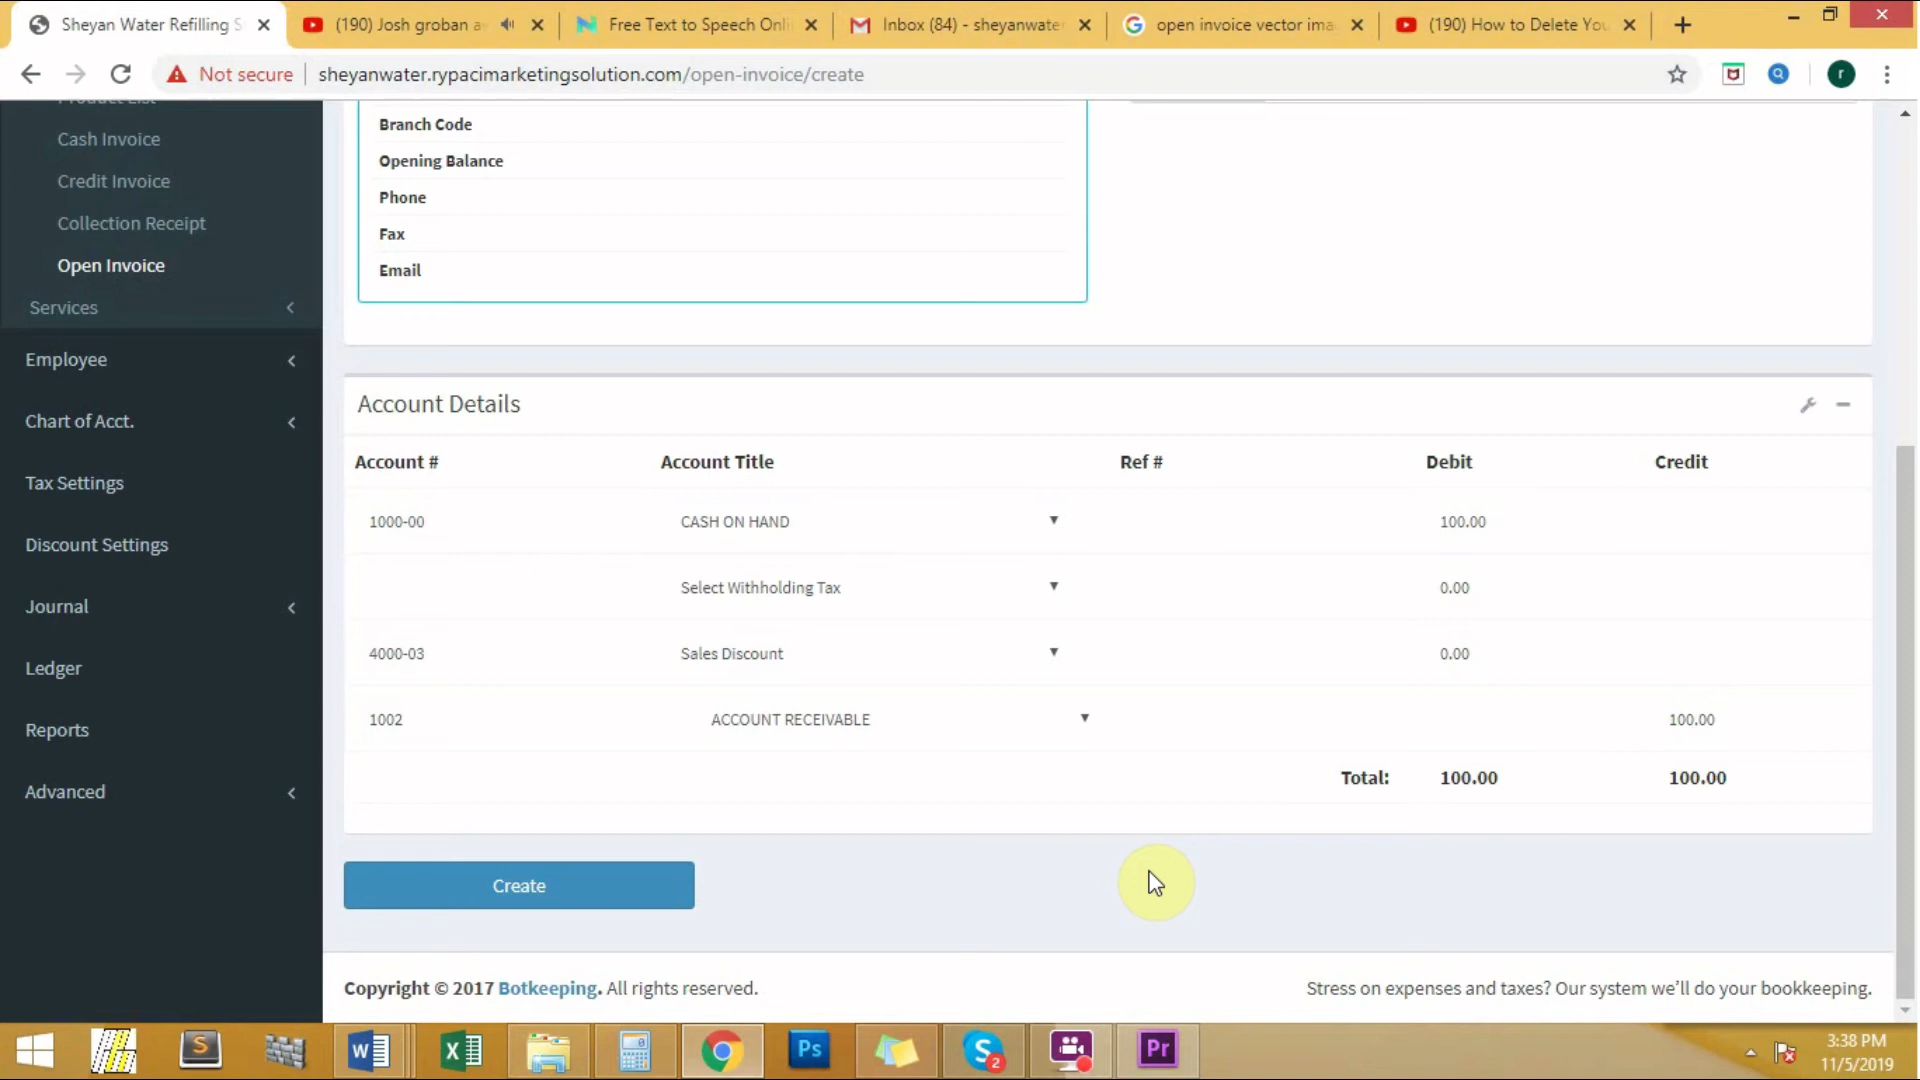 Sheyan Water Refilling S
(190) Josh groban a
Free Text to Speech Onli
Inbox (84) - sheyanwater
open invoice vector ima
(190) How to Delete You
Not secure
sheyanwater.rypacimarketingsolution.com/open-invoice/create
r
Product List
Cash Invoice
Credit Invoice
Collection Receipt
Open Invoice
Services
Employee
Chart of Acct.
Tax Settings
Discount Settings
Journal
Ledger
Reports
Advanced
Branch Code
Opening Balance
Phone
Fax
Email
Account Details
Account # Account Title Ref # Debit Credit
1000-00 CASH ON HAND 100.00
Select Withholding Tax 0.00
4000-03 Sales Discount 0.00
1002 ACCOUNT RECEIVABLE 100.00
Total: 100.00 100.00
Create
Copyright © 2017 Botkeeping. All rights reserved.
Stress on expenses and taxes? Our system we'll do your bookkeeping.
S
W
X
Ps
S
2
Pr
3:38 PM
11/5/2019